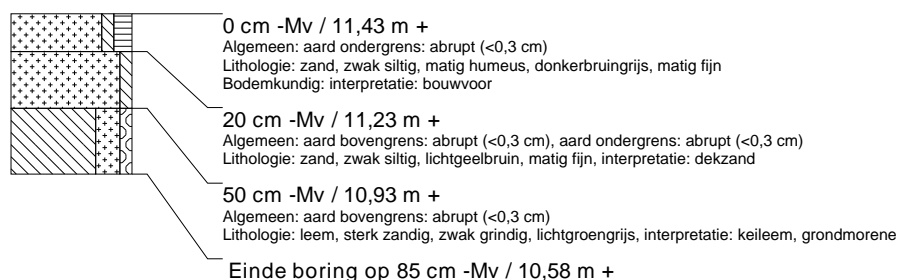 0 cm -Mv / 11,43 m +
Algemeen: aard ondergrens: abrupt (<0,3 cm)
Lithologie: zand, zwak siltig, matig humeus, donkerbruingrijs, matig fijn
Bodemkundig: interpretatie: bouwvoor
20 cm -Mv / 11,23 m +
Algemeen: aard bovengrens: abrupt (<0,3 cm), aard ondergrens: abrupt (<0,3 cm)
Lithologie: zand, zwak siltig, lichtgeelbruin, matig fijn, interpretatie: dekzand
50 cm -Mv / 10,93 m +
Algemeen: aard bovengrens: abrupt (<0,3 cm)
Lithologie: leem, sterk zandig, zwak grindig, lichtgroengrijs, interpretatie: keileem, grondmorene
Einde boring op 85 cm -Mv / 10,58 m +